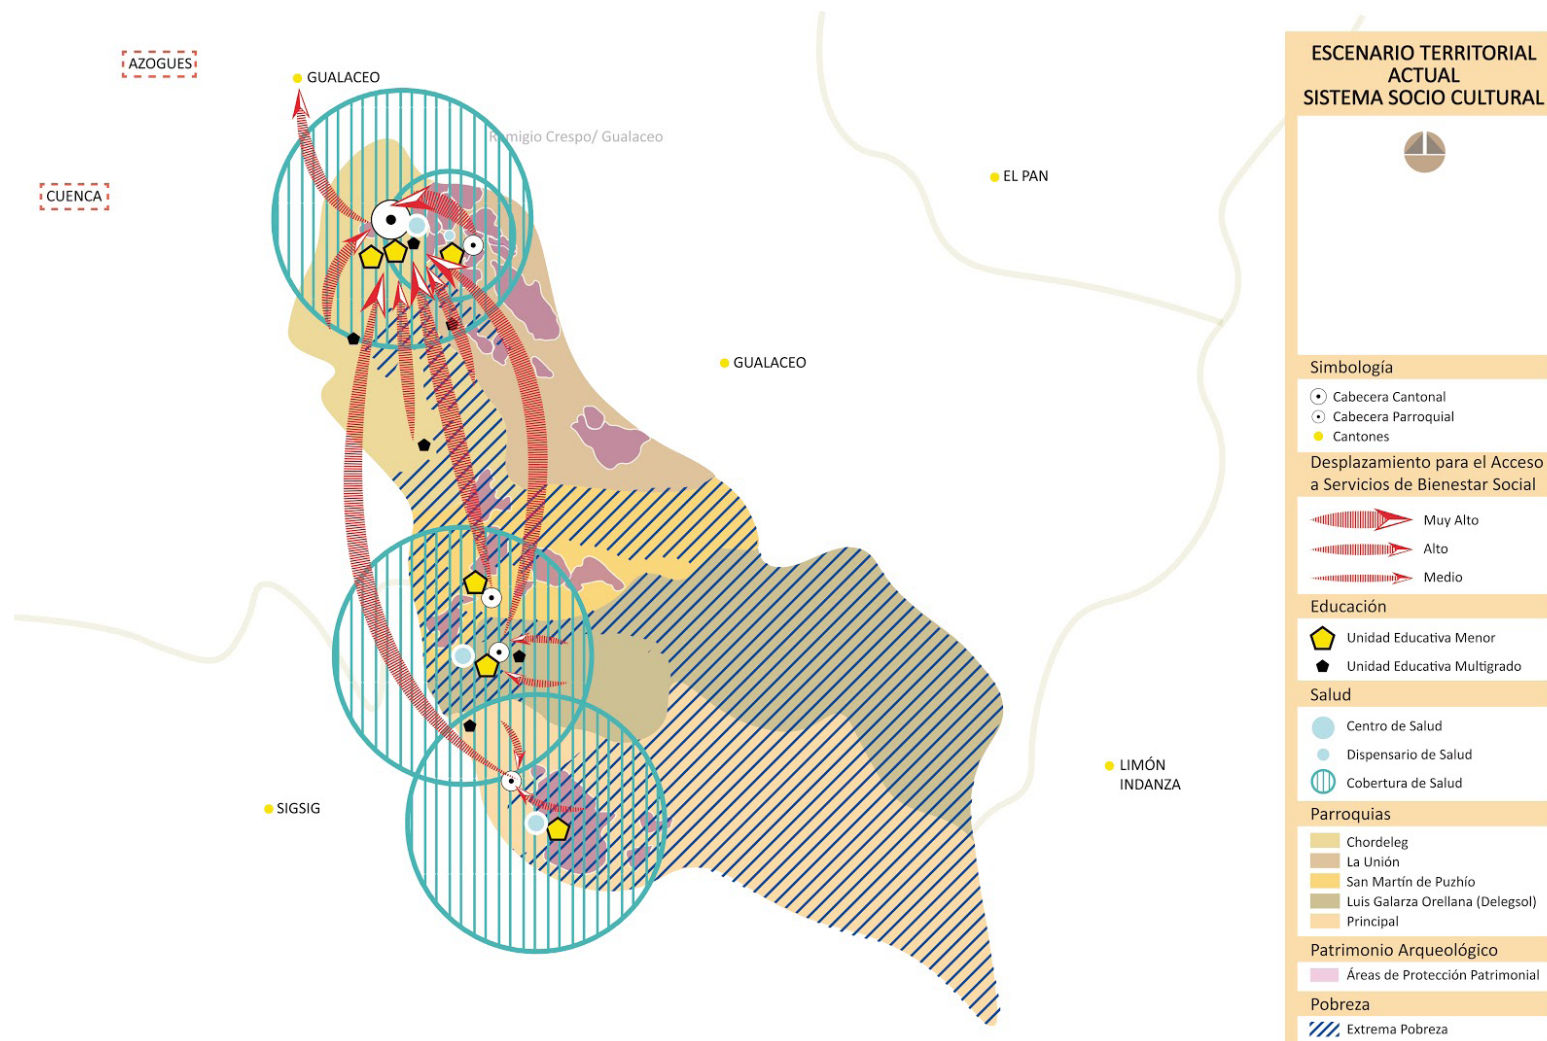 AZOGUES
GUALACEO
Remigio Crespo/ Gualaceo
CUENCA
EL PAN
GUALACEO
LIMÓN
INDANZA
SIGSIG
ESCENARIO TERRITORIAL
ACTUAL
SISTEMA SOCIO CULTURAL
Simbología
Cabecera Cantonal
Cabecera Parroquial
Cantones
Desplazamiento para el Acceso
a Servicios de Bienestar Social
Muy Alto
Alto
Medio
Educación
Unidad Educativa Menor
Unidad Educativa Multigrado
Salud
Centro de Salud
Dispensario de Salud
Cobertura de Salud
Parroquias
Chordeleg
La Unión
San Martín de Puzhío
Luis Galarza Orellana (Delegsol)
Principal
Patrimonio Arqueológico
Áreas de Protección Patrimonial
Pobreza
Extrema Pobreza